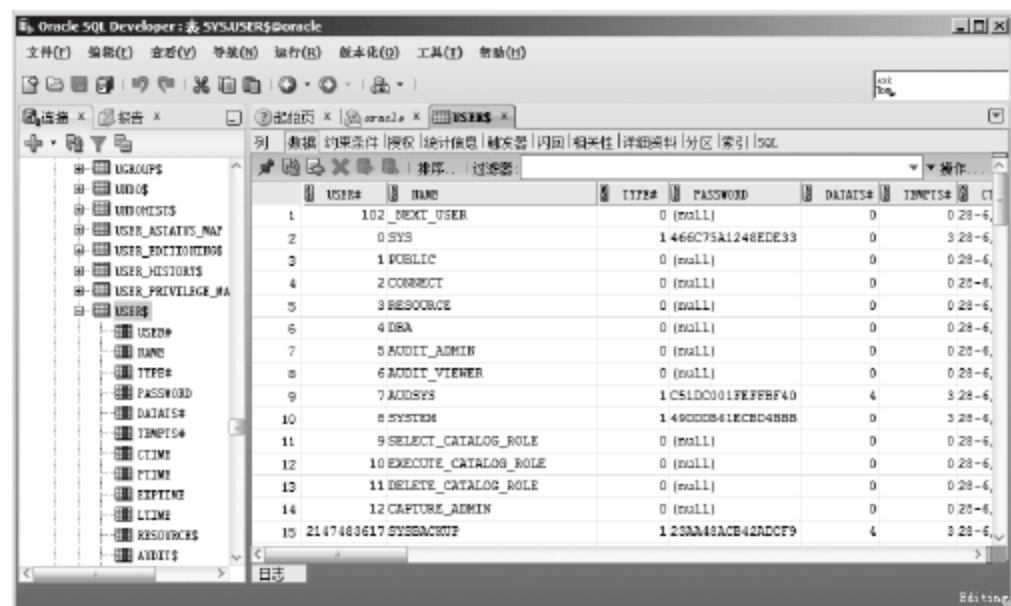 Oracle SQL Developer : 表 SYS.USER$@oracle
文件(F) 编辑(E) 查看(V) 导航(N) 运行(R) 版本化(O) 工具(T) 帮助(H)
连接 × 报告 ×
起始页 × oracle × USER$ ×
列 数据 约束条件 授权 统计信息 触发器 闪回 相关性 详细资料 分区 索引 SQL
排序.. 过滤器: 操作...
UGROUP$
UNDO$
UNDOHIST$
USER_ASTATUS_MAP
USER_EDITIONING$
USER_HISTORY$
USER_PRIVILEGE_MA
USER$
USER#
NAME
TYPE#
PASSWORD
DATATS#
TEMPTS#
CTIME
PTIME
EXPTIME
LTIME
RESOURCE$
AUDIT$
USER# NAME TYPE# PASSWORD DATATS# TEMPTS# CT
1 102 _NEXT_USER 0 (null) 0 0 28-6,
2 0 SYS 1 466C75A1248EDE33 0 3 28-6,
3 1 PUBLIC 0 (null) 0 0 28-6,
4 2 CONNECT 0 (null) 0 0 28-6,
5 3 RESOURCE 0 (null) 0 0 28-6,
6 4 DBA 0 (null) 0 0 28-6,
7 5 AUDIT_ADMIN 0 (null) 0 0 28-6,
8 6 AUDIT_VIEWER 0 (null) 0 0 28-6,
9 7 AUDSYS 1 4 3 28-6,
10 8 SYSTEM 1 0 3 28-6,
11 9 SELECT_CATALOG_ROLE 0 (null) 0 0 28-6,
12 10 EXECUTE_CATALOG_ROLE 0 (null) 0 0 28-6,
13 11 DELETE_CATALOG_ROLE 0 (null) 0 0 28-6,
14 12 CAPTURE_ADMIN 0 (null) 0 0 28-6,
15 2147483617 SYSBACKUP 1 4 3 28-6,
日志
Editing